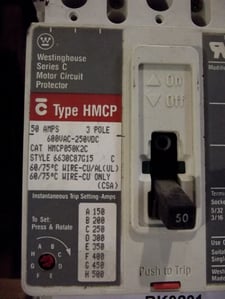 Westinghouse
Series C
Motor Circuit
Protector
Type HMCP
50 AMPS 3 POLE
600VAC-250VDC
CAT HMCP050K2C
STYLE 6630C87G15 C
60/75°C WIRE-CU/AL(UL)
60/75°C WIRE-CU ONLY
(CSA)
Instantaneous Trip Setting-Amps
To Set:
Press & Rotate
A 150
B 200
C 250
D 300
E 350
F 400
G 450
H 500
On
Off
50
Push to Trip